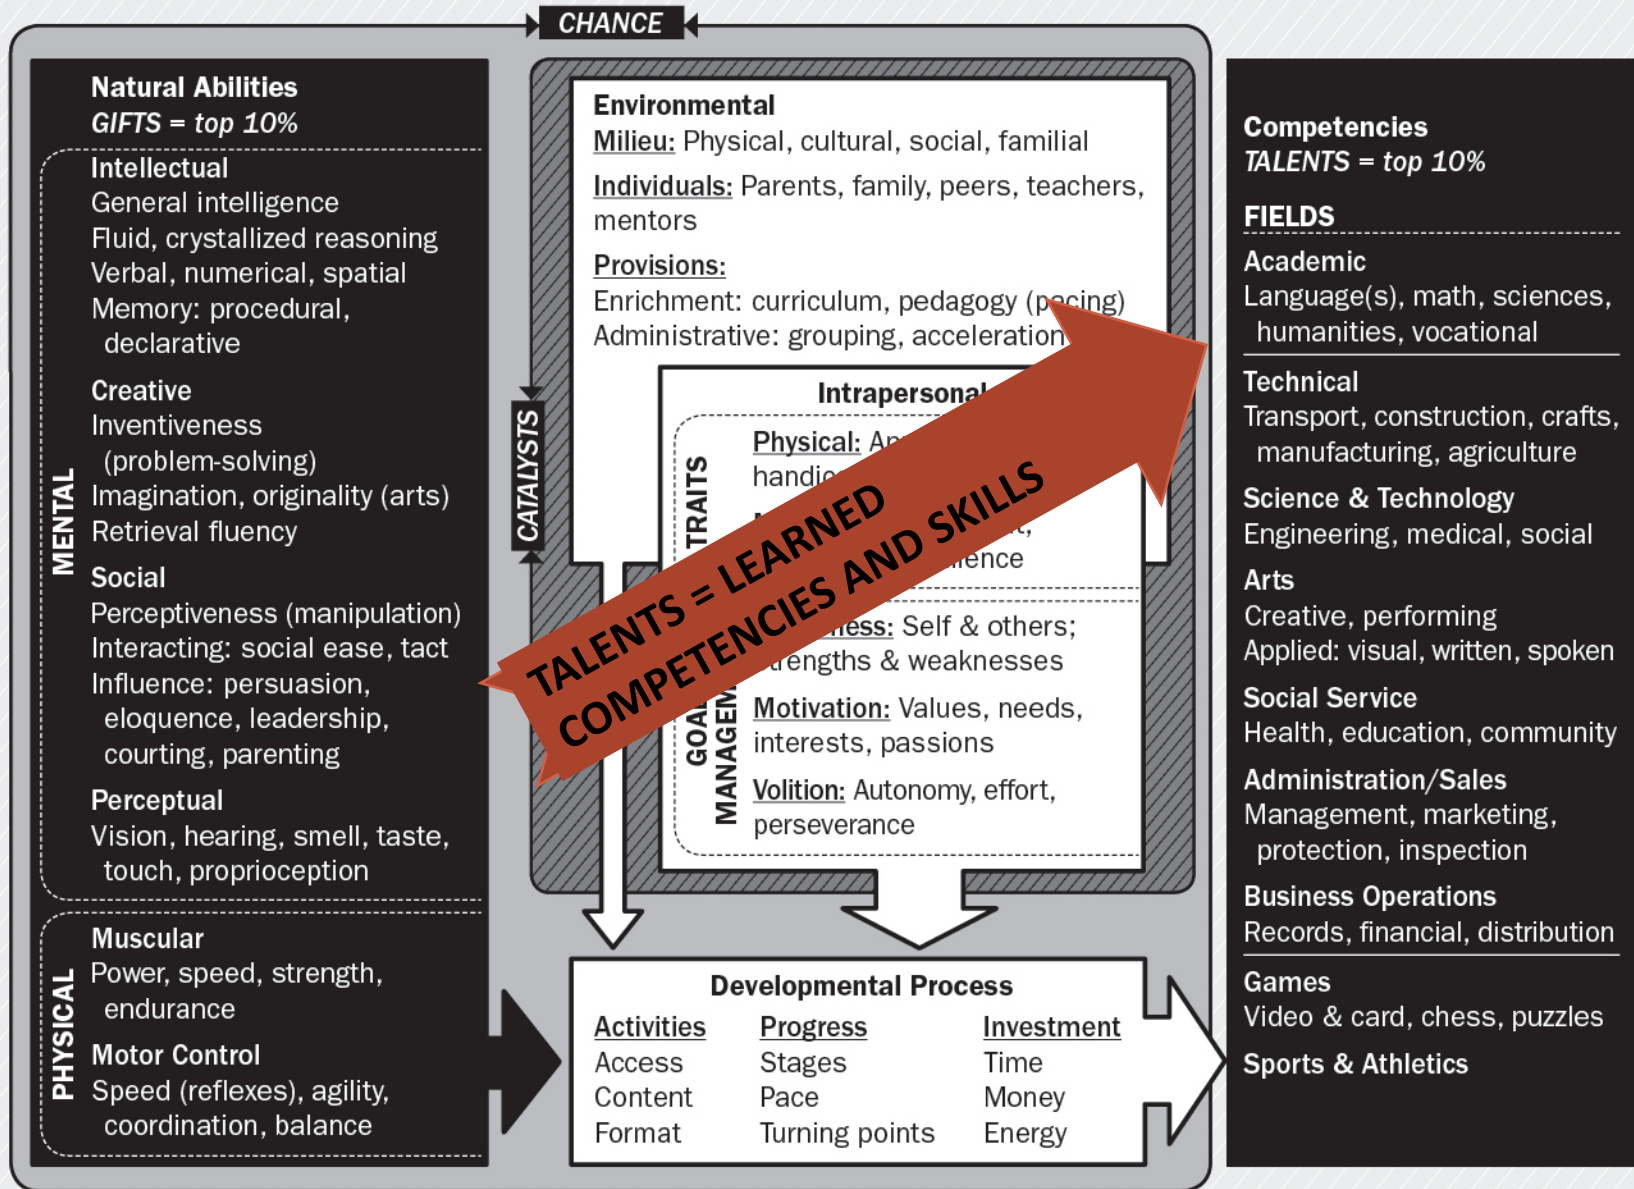 CHANCE
Natural Abilities
GIFTS = top 10%
MENTAL
Intellectual
General intelligence
Fluid, crystallized reasoning
Verbal, numerical, spatial
Memory: procedural,
declarative
Creative
Inventiveness
(problem-solving)
Imagination, originality (arts)
Retrieval fluency
Social
Perceptiveness (manipulation)
Interacting: social ease, tact
Influence: persuasion,
eloquence, leadership,
courting, parenting
Perceptual
Vision, hearing, smell, taste,
touch, proprioception
PHYSICAL
Muscular
Power, speed, strength,
endurance
Motor Control
Speed (reflexes), agility,
coordination, balance
CATALYSTS
Environmental
Milieu: Physical, cultural, social, familial
Individuals: Parents, family, peers, teachers,
mentors
Provisions:
Enrichment: curriculum, pedagogy (pacing)
Administrative: grouping, acceleration
Intrapersonal
TRAITS
Physical:
MANAGEM
Self & others;
strengths & weaknesses
Motivation: Values, needs,
interests, passions
Volition: Autonomy, effort,
perseverance
TALENTS = LEARNED
COMPETENCIES AND SKILLS
Developmental Process
Activities Progress Investment
Access Stages Time
Content Pace Money
Format Turning points Energy
Competencies
TALENTS = top 10%
FIELDS
Academic
Language(s), math, sciences,
humanities, vocational
Technical
Transport, construction, crafts,
manufacturing, agriculture
Science & Technology
Engineering, medical, social
Arts
Creative, performing
Applied: visual, written, spoken
Social Service
Health, education, community
Administration/Sales
Management, marketing,
protection, inspection
Business Operations
Records, financial, distribution
Games
Video & card, chess, puzzles
Sports & Athletics